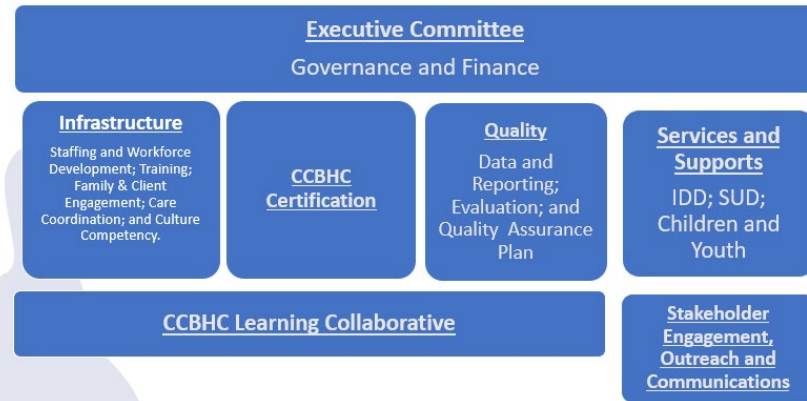 Executive Committee
Governance and Finance
Infrastructure
Staffing and Workforce
Development; Training;
Family & Client
Engagement; Care
Coordination; and Culture
Competency.
CCBHC
Certification
Quality
Data and
Reporting;
Evaluation; and
Quality Assurance
Plan
Services and
Supports
IDD; SUD;
Children and
Youth
CCBHC Learning Collaborative
Stakeholder
Engagement,
Outreach and
Communications